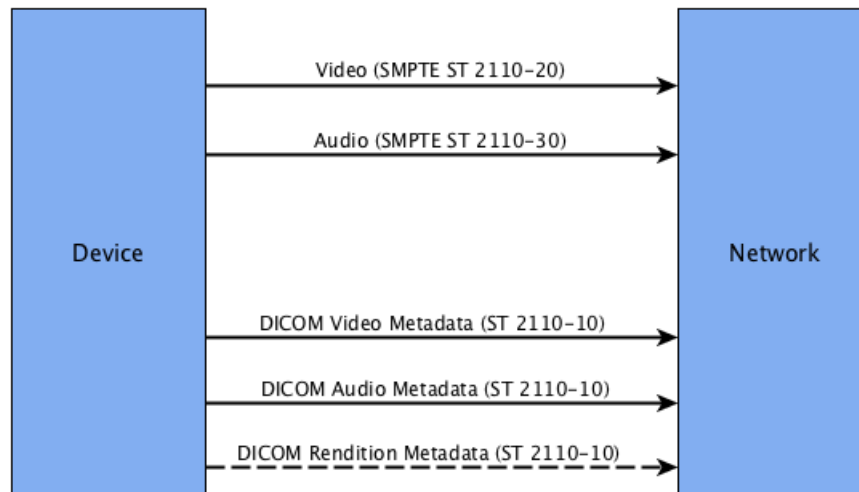 Video (SMPTE ST 2110-20)
Audio (SMPTE ST 2110-30)
Device
Network
DICOM Video Metadata (ST 2110-10)
DICOM Audio Metadata (ST 2110-10)
DICOM Rendition Metadata (ST 2110-10)